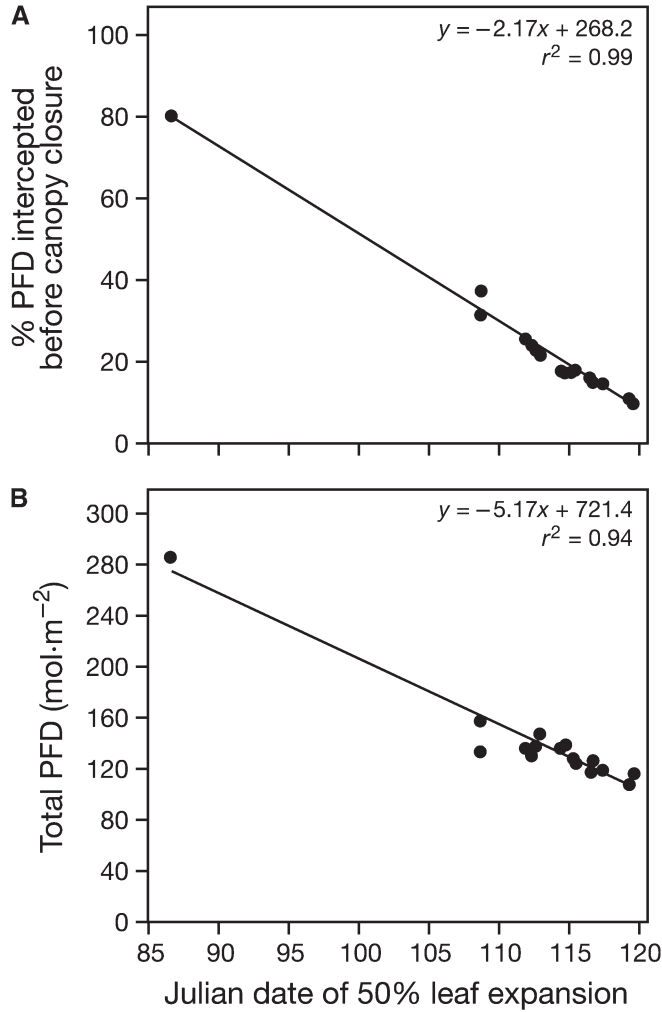 A
y = −2.17x + 268.2
r² = 0.99
% PFD intercepted
before canopy closure
100
80
60
40
20
0
B
y = −5.17x + 721.4
r² = 0.94
Total PFD (mol·m⁻²)
300
280
240
200
160
120
80
40
0
85 90 95 100 105 110 115 120
Julian date of 50% leaf expansion